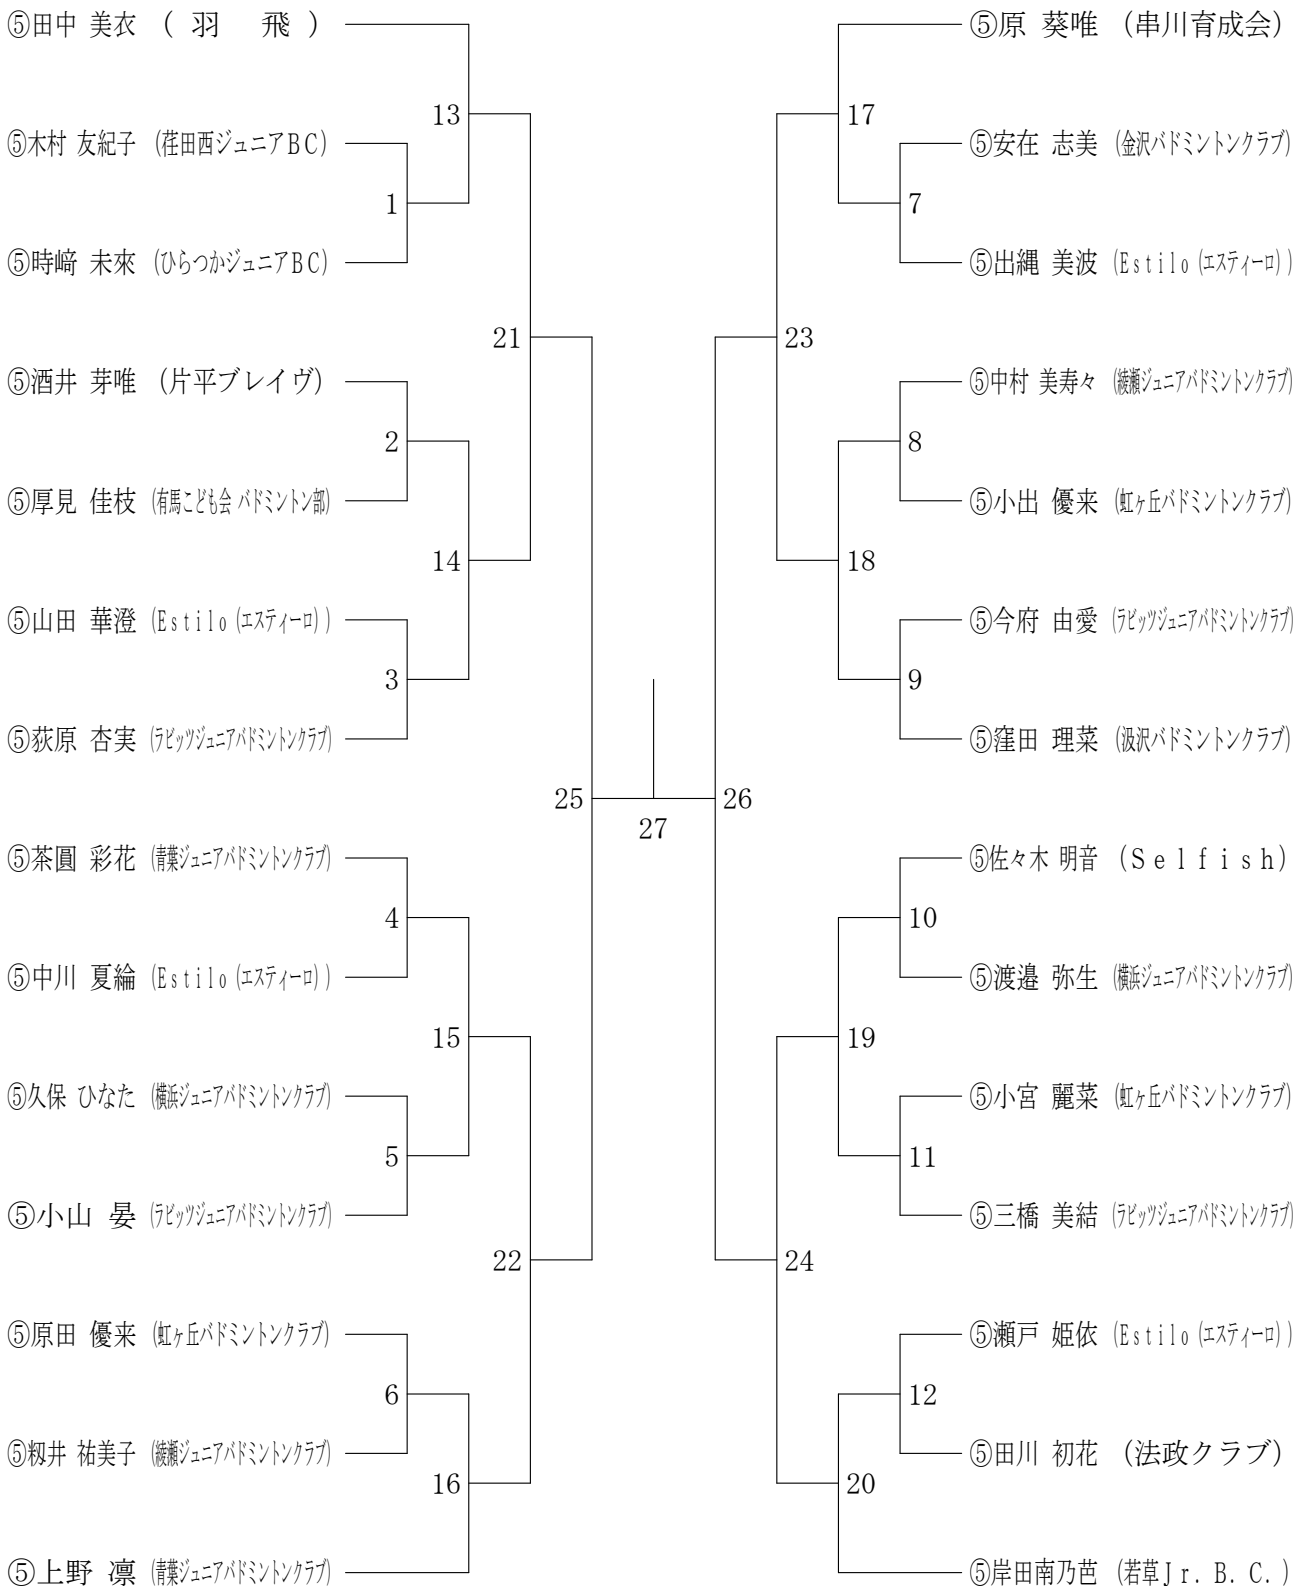 ⑤田中 美衣 (羽 飛)
13
⑤木村 友紀子 (荏田西ジュニアBC)
1
⑤時﨑 未來 (ひらつかジュニアBC)
21
⑤酒井 芽唯 (片平ブレイヴ)
2
⑤厚見 佳枝 (有馬こども会 バドミントン部)
14
⑤山田 華澄 (Estilo(エスティーロ))
3
⑤荻原 杏実 (ラビッツジュニアバドミントンクラブ)
25
⑤茶圓 彩花 (青葉ジュニアバドミントンクラブ)
4
⑤中川 夏綸 (Estilo(エスティーロ))
15
⑤久保 ひなた (横浜ジュニアバドミントンクラブ)
5
⑤小山 晏 (ラビッツジュニアバドミントンクラブ)
22
⑤原田 優来 (虹ヶ丘バドミントンクラブ)
6
⑤籾井 祐美子 (綾瀬ジュニアバドミントンクラブ)
16
⑤上野 凛 (青葉ジュニアバドミントンクラブ)
27
⑤原 葵唯 (串川育成会)
17
⑤安在 志美 (金沢バドミントンクラブ)
7
⑤出縄 美波 (Estilo(エスティーロ))
23
⑤中村 美寿々 (綾瀬ジュニアバドミントンクラブ)
8
⑤小出 優来 (虹ヶ丘バドミントンクラブ)
18
⑤今府 由愛 (ラビッツジュニアバドミントンクラブ)
9
⑤窪田 理菜 (汲沢バドミントンクラブ)
26
⑤佐々木 明音 (Selfish)
10
⑤渡邉 弥生 (横浜ジュニアバドミントンクラブ)
19
⑤小宮 麗菜 (虹ヶ丘バドミントンクラブ)
11
⑤三橋 美結 (ラビッツジュニアバドミントンクラブ)
24
⑤瀬戸 姫依 (Estilo(エスティーロ))
12
⑤田川 初花 (法政クラブ)
20
⑤岸田南乃芭 (若草Jr.B.C.)